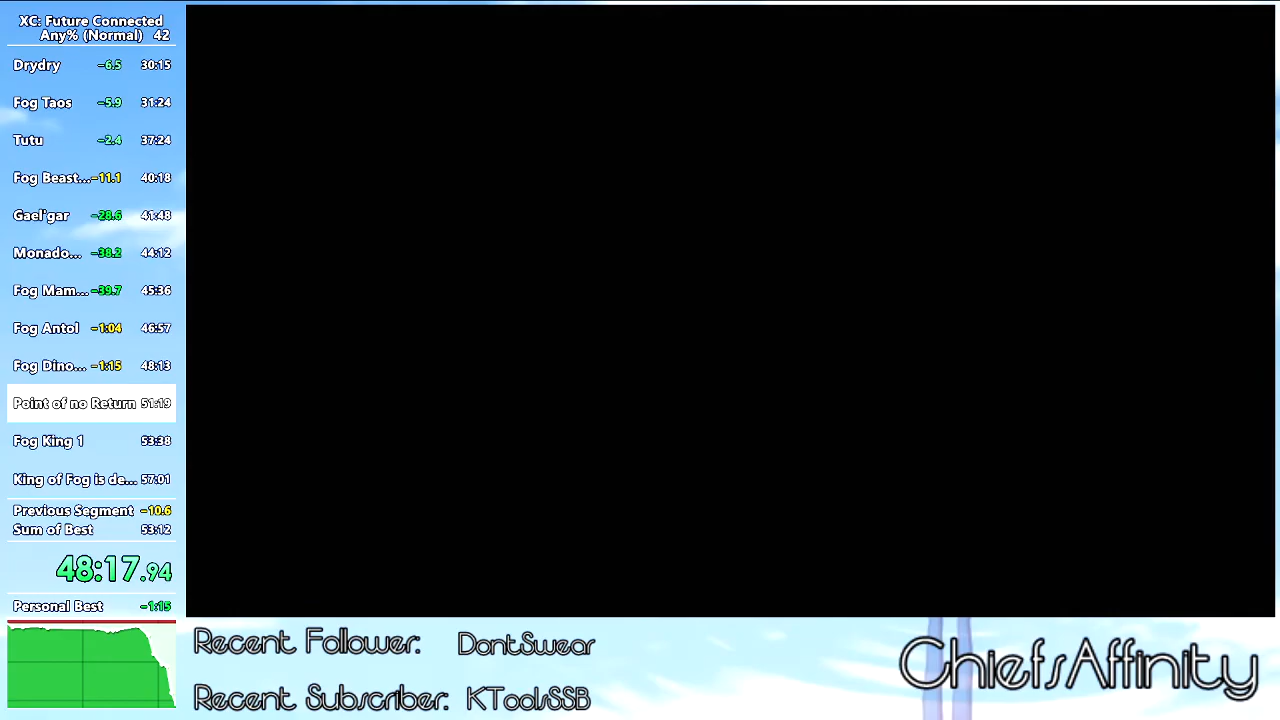 XC: Future Connected
Any% (Normal) 42
Drydry -6.5 30:15
Fog Taos -5.9 31:24
Tutu -2.4 37:24
Fog Beast... -11.1 40:18
Gael'gar -28.6 41:48
Monado... -38.2 44:12
Fog Mam... -39.7 45:36
Fog Antol -1:04 46:57
Fog Dino... -1:15 48:13
Point of no Return 51:19
Fog King 1 53:38
King of Fog is de... 57:01
Previous Segment -10.6
Sum of Best 53:12
48:17.94
Personal Best -1:15
Recent Follower: DontSwear
Recent Subscriber: KToolsSSB
ChiefsAffinity